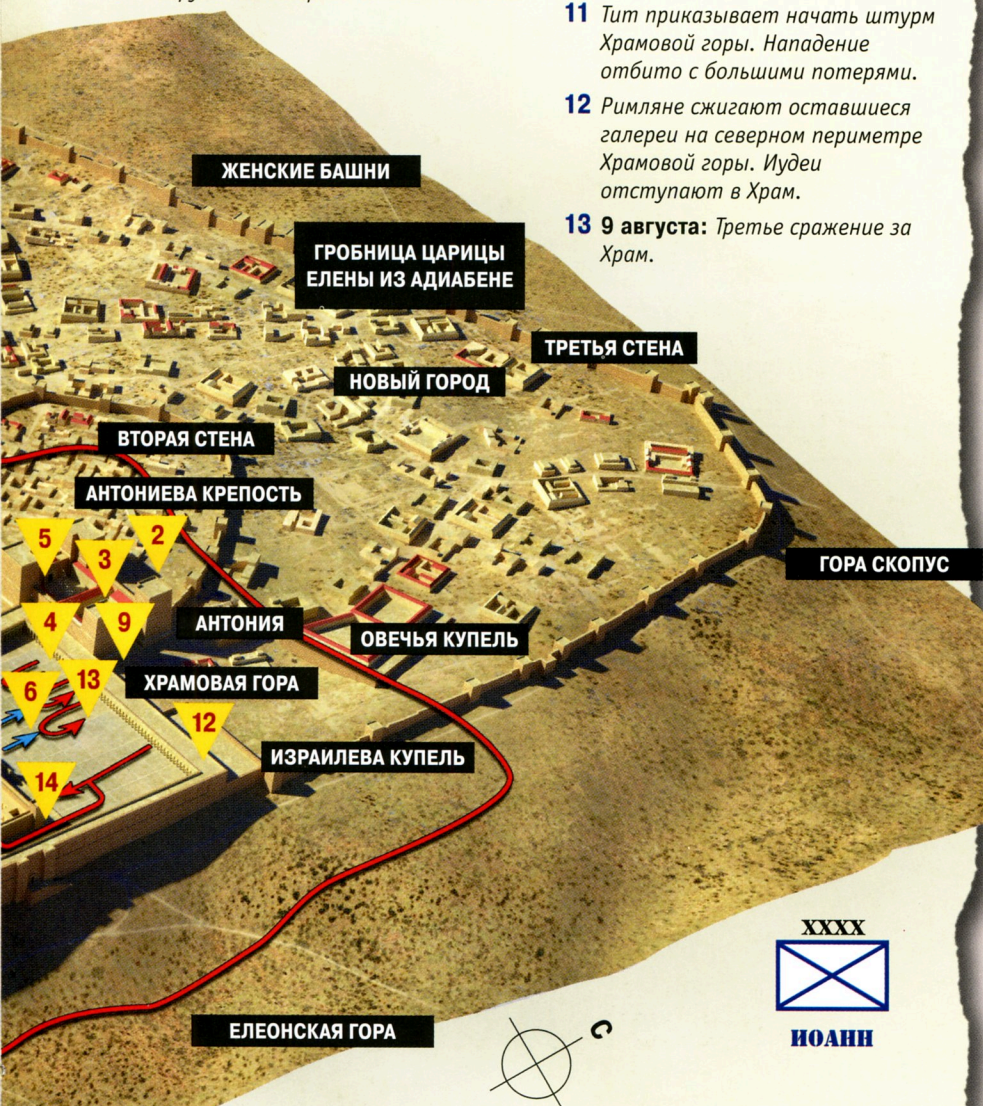 11 Тит приказывает начать штурм
Храмовой горы. Нападение
отбито с большими потерями.
12 Римляне сжигают оставшиеся
галереи на северном периметре
Храмовой горы. Иудеи
отступают в Храм.
13 9 августа: Третье сражение за
Храм.
ЖЕНСКИЕ БАШНИ
ГРОБНИЦА ЦАРИЦЫ
ЕЛЕНЫ ИЗ АДИАБЕНЕ
ТРЕТЬЯ СТЕНА
НОВЫЙ ГОРОД
ВТОРАЯ СТЕНА
АНТОНИЕВА КРЕПОСТЬ
5
3
2
ГОРА СКОПУС
4
9
АНТОНИЯ
ОВЕЧЬЯ КУПЕЛЬ
6
13
ХРАМОВАЯ ГОРА
12
ИЗРАИЛЕВА КУПЕЛЬ
14
XXXX
ИОАНН
ЕЛЕОНСКАЯ ГОРА
С